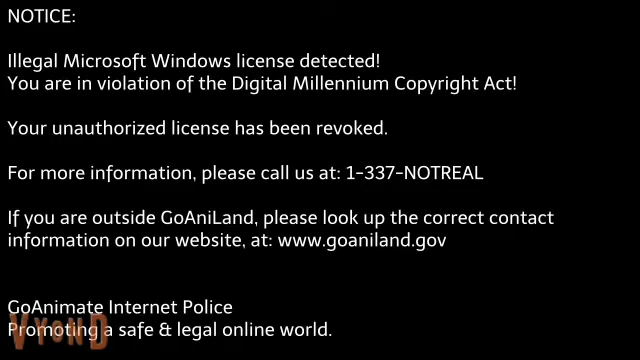 NOTICE:
Illegal Microsoft Windows license detected!
You are in violation of the Digital Millennium Copyright Act!
Your unauthorized license has been revoked.
For more information, please call us at: 1-337-NOTREAL
If you are outside GoAniLand, please look up the correct contact
information on our website, at: www.goaniland.gov
GoAnimate Internet Police
Promoting a safe & legal online world.
VYOND